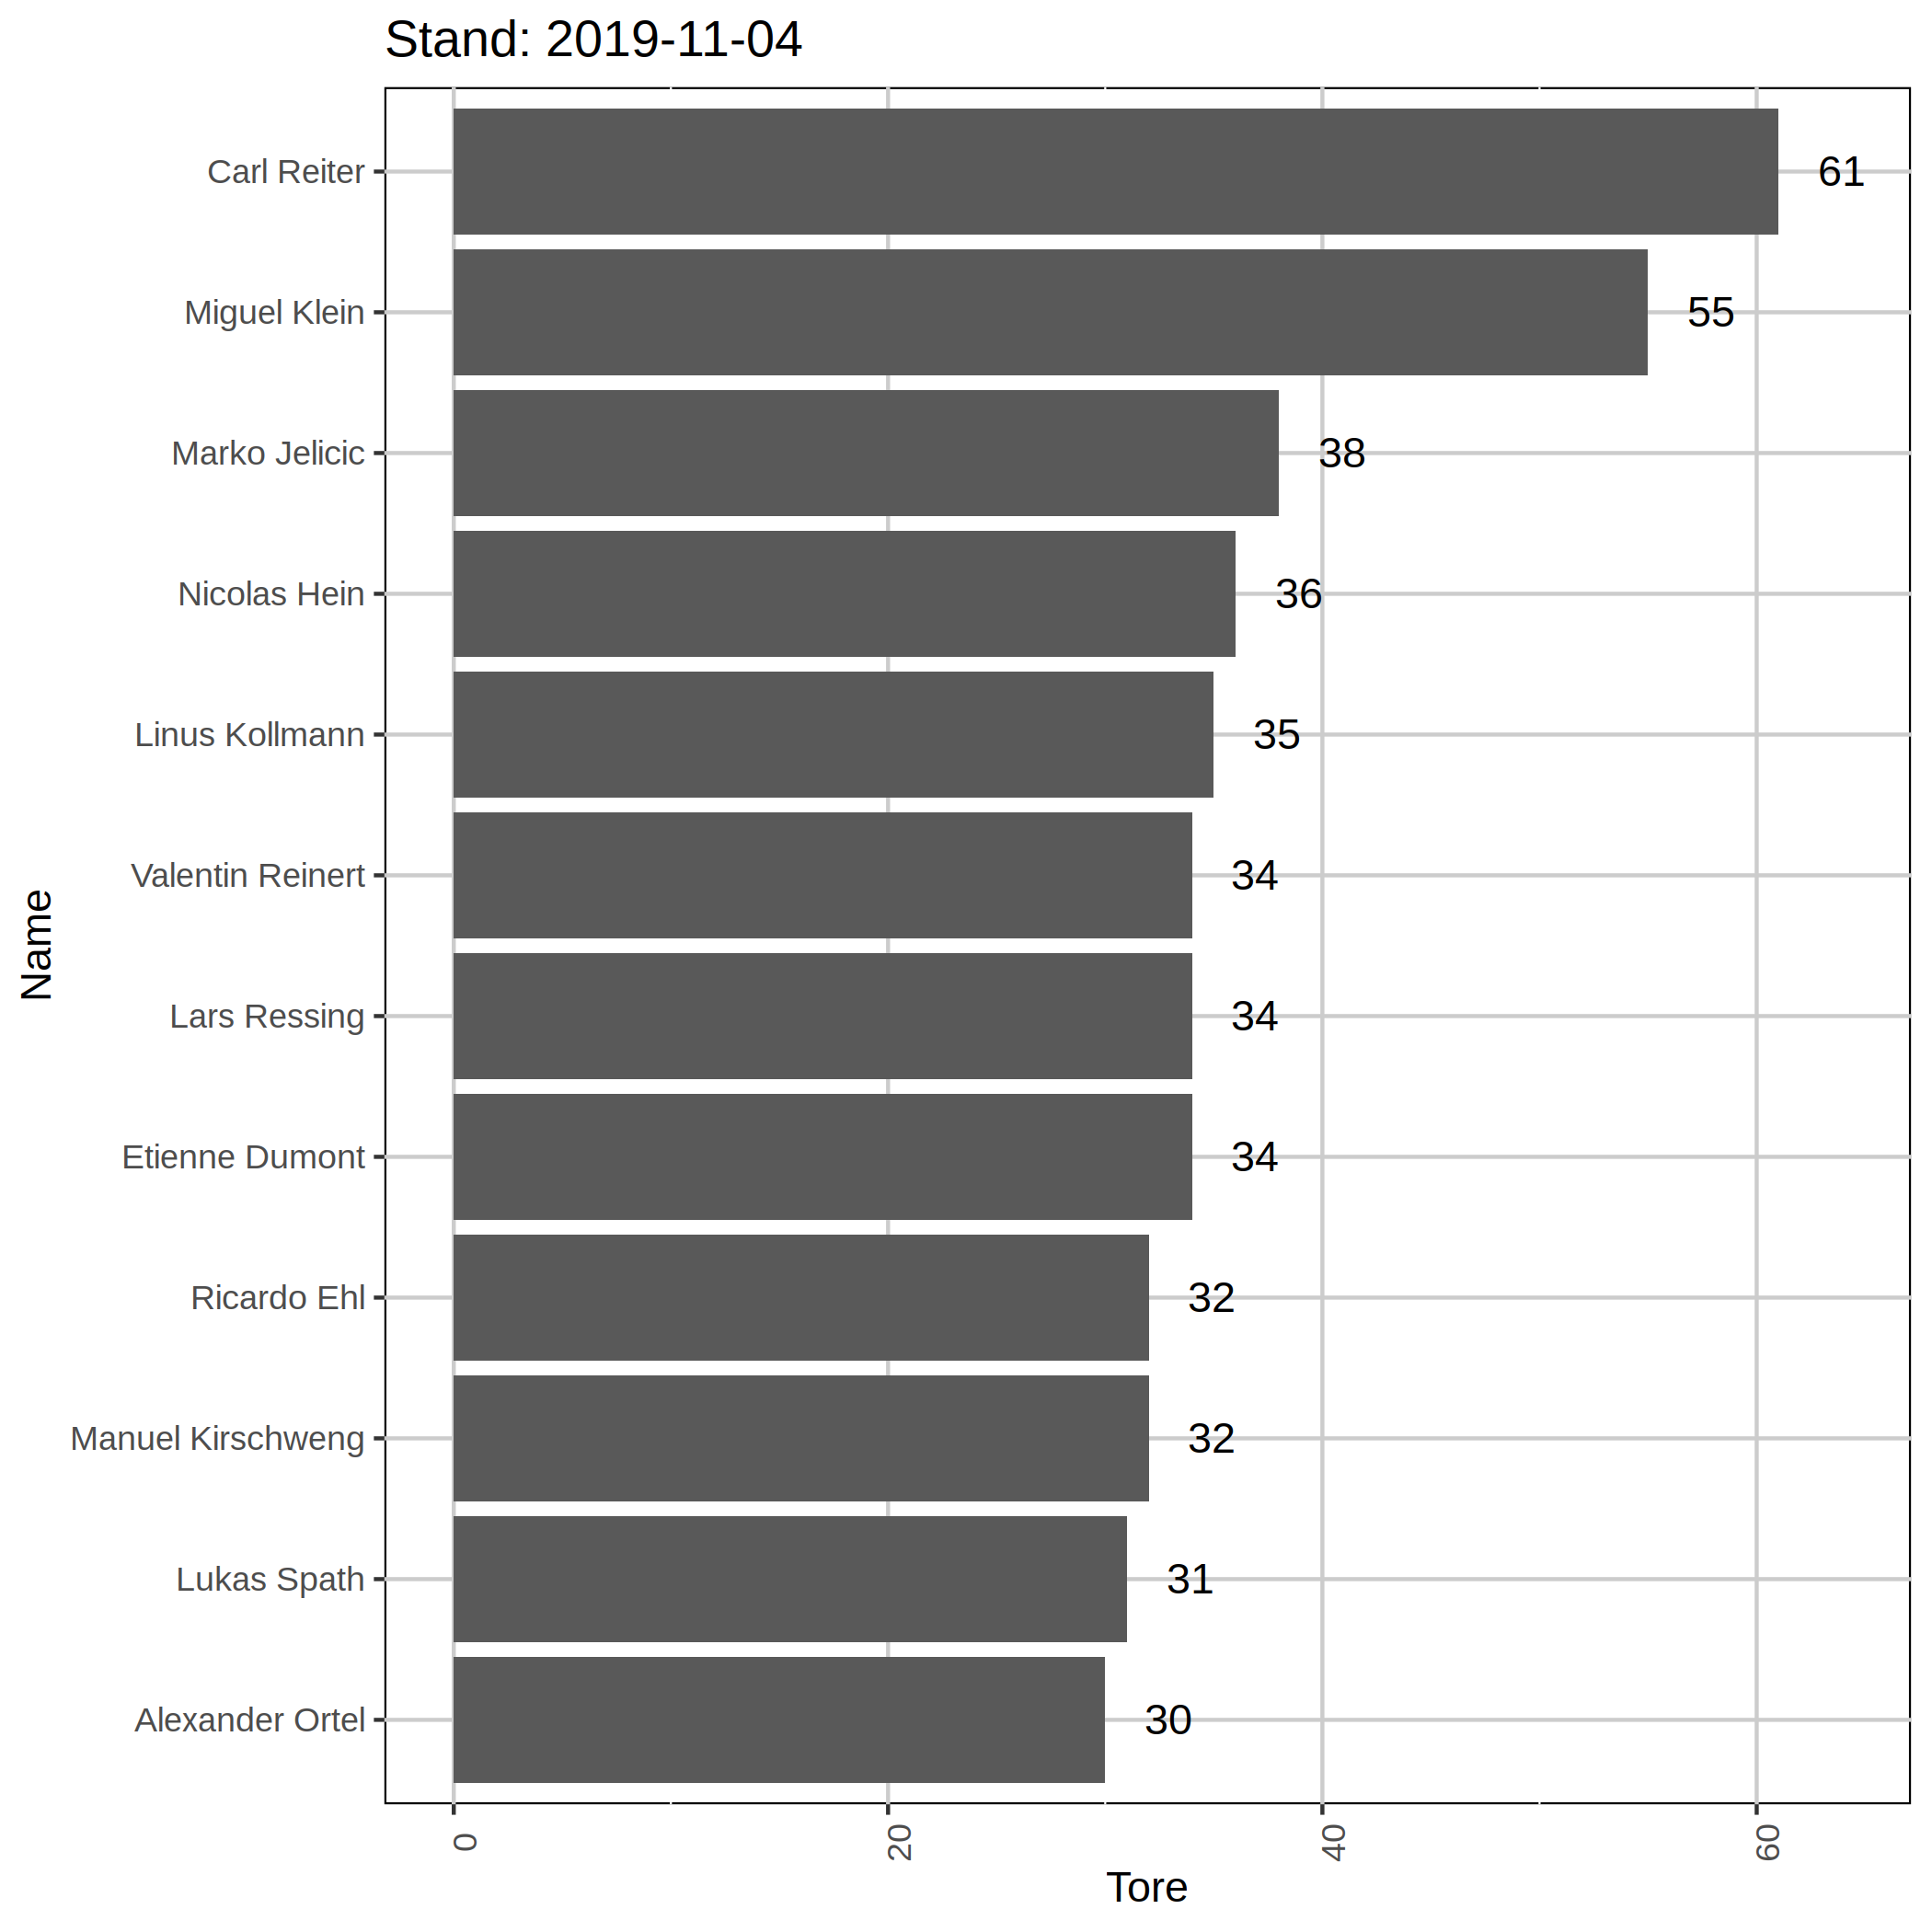 Stand: 2019-11-04
Name
Carl Reiter 61
Miguel Klein 55
Marko Jelicic 38
Nicolas Hein 36
Linus Kollmann 35
Valentin Reinert 34
Lars Ressing 34
Etienne Dumont 34
Ricardo Ehl 32
Manuel Kirschweng 32
Lukas Spath 31
Alexander Ortel 30
0 20 40 60
Tore